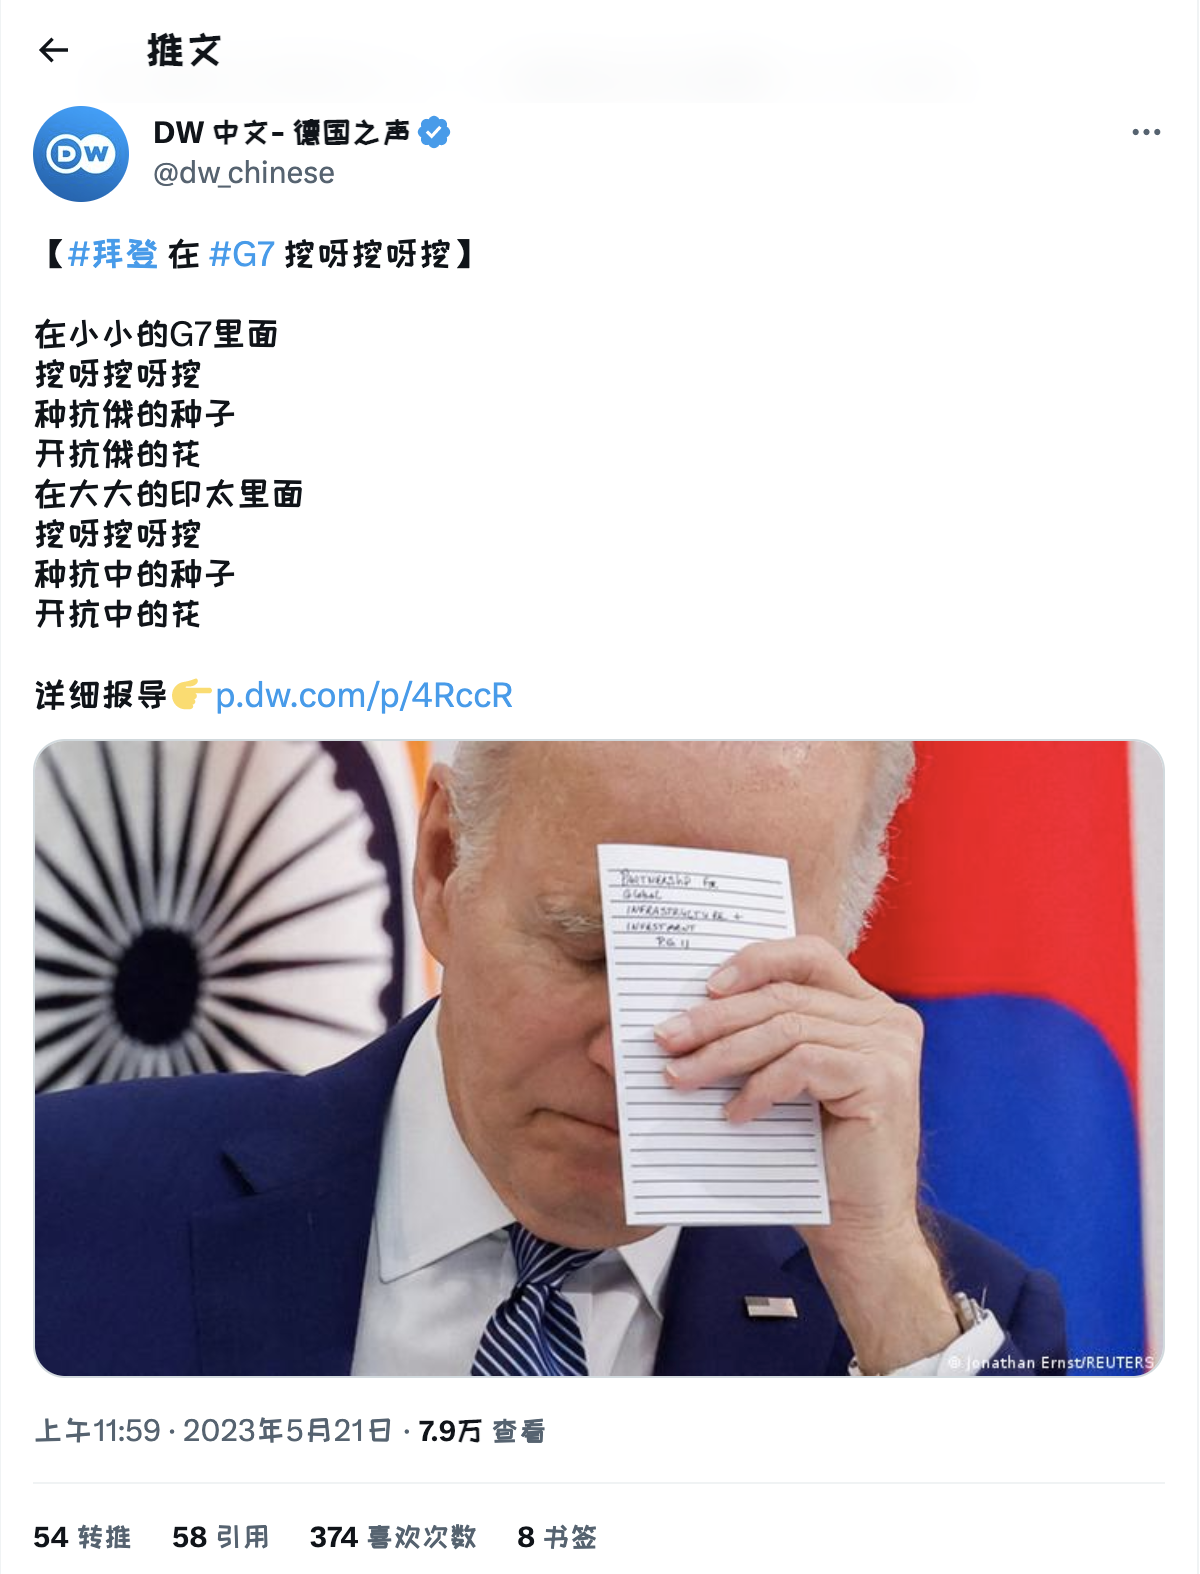 推文
DW
DW 中文- 德国之声
@dw_chinese
【#拜登 在 #G7 挖呀挖呀挖】
在小小的G7里面
挖呀挖呀挖
种抗俄的种子
开抗俄的花
在大大的印太里面
挖呀挖呀挖
种抗中的种子
开抗中的花
详细报导👉p.dw.com/p/4RccR
PARTNERSHIP FOR
GLOBAL
INFRASTRUCTURE +
INVESTMENT
PG 11
© Jonathan Ernst/REUTERS
上午11:59 · 2023年5月21日 · 7.9万 查看
54 转推 58 引用 374 喜欢次数 8 书签